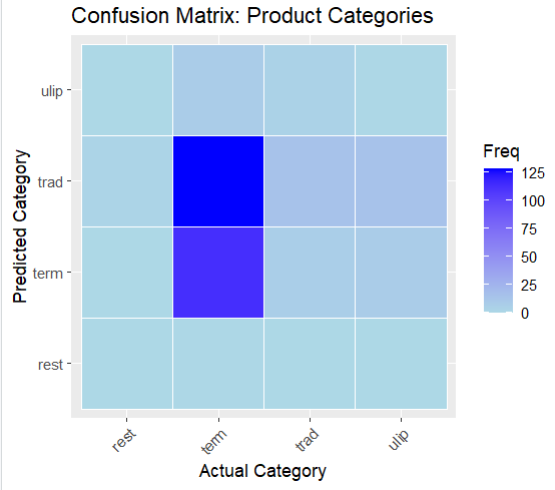 Confusion Matrix: Product Categories
Predicted Category
ulip
trad
term
rest
rest
term
trad
ulip
Actual Category
Freq
125
100
75
50
25
0